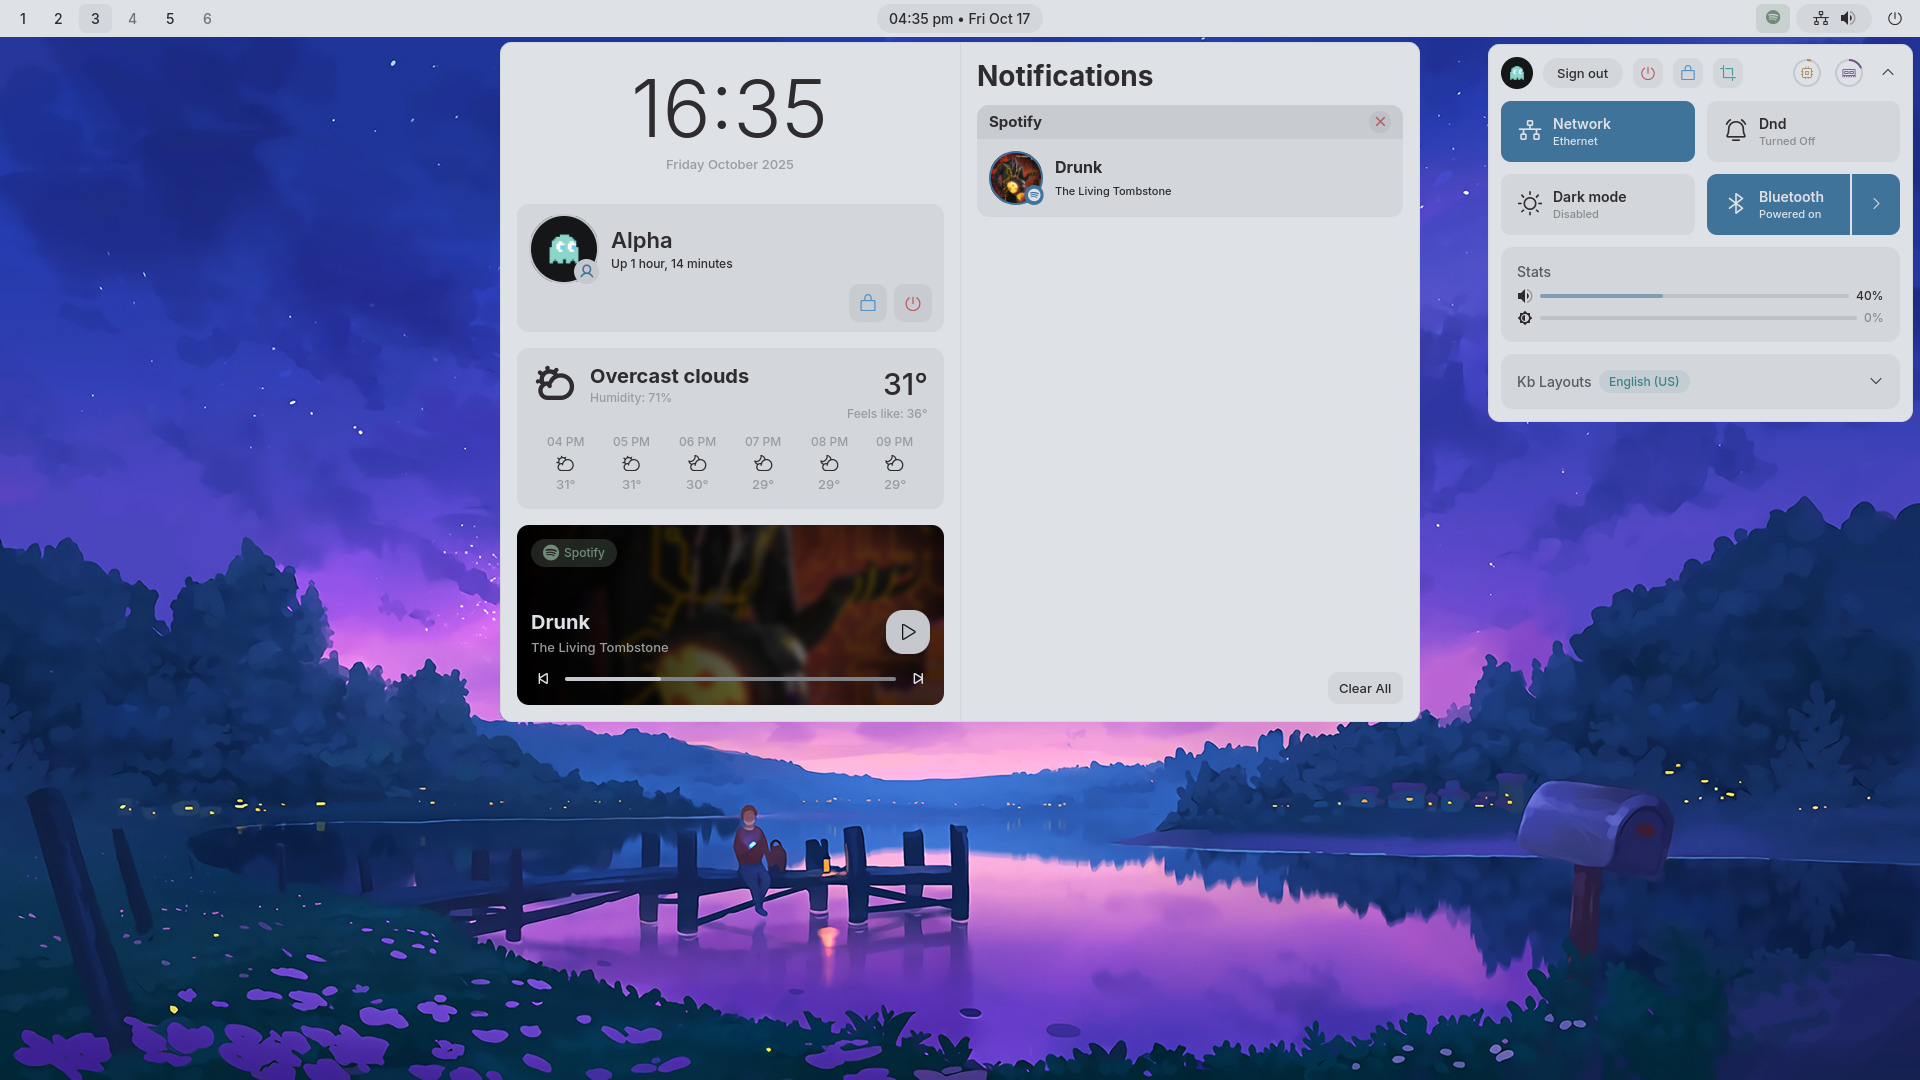 1 2 3 4 5 6
04:35 pm • Fri Oct 17
16:35
Friday October 2025
Alpha
Up 1 hour, 14 minutes
Overcast clouds
Humidity: 71%
31°
Feels like: 36°
04 PM 05 PM 06 PM 07 PM 08 PM 09 PM
31° 31° 30° 29° 29° 29°
Spotify
Drunk
The Living Tombstone
Notifications
Spotify
Drunk
The Living Tombstone
Clear All
Sign out
Network
Ethernet
Dnd
Turned Off
Dark mode
Disabled
Bluetooth
Powered on
Stats
40%
0%
Kb Layouts English (US)